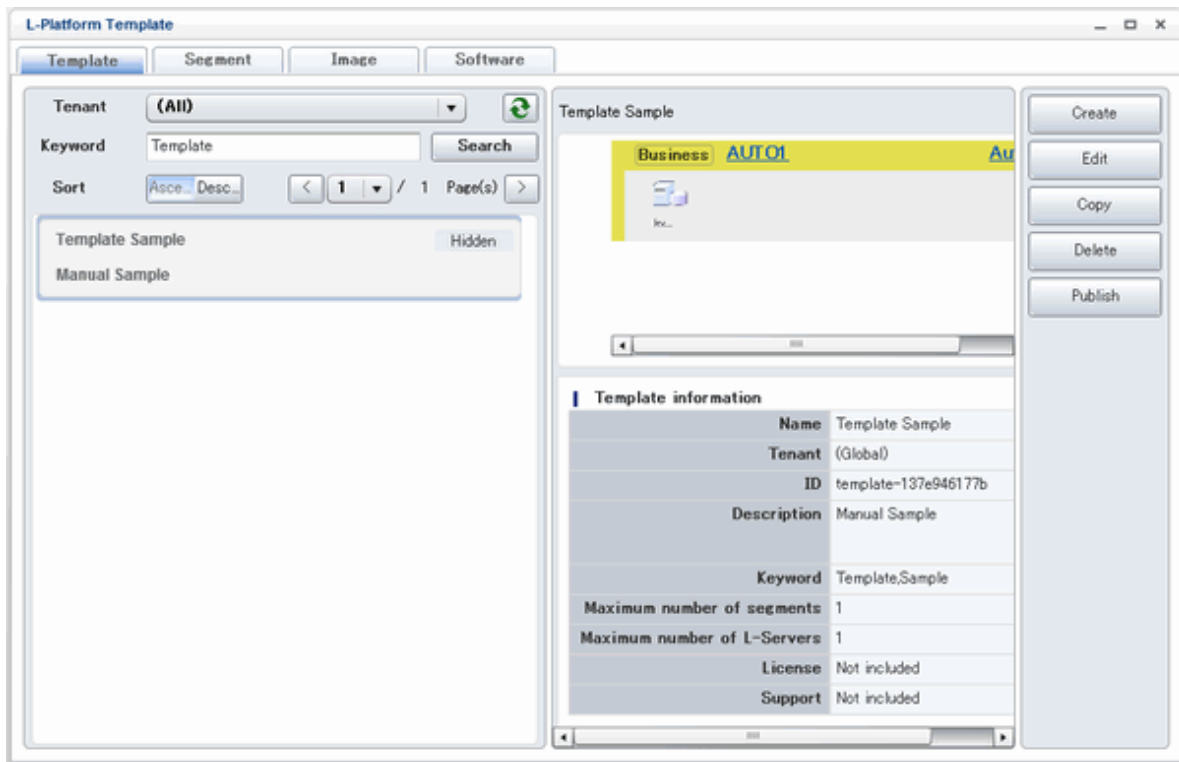 L-Platform Template
Template Segment Image Software
Tenant (All)
Keyword Template Search
Sort Asce... Desc... < 1 / 1 Page(s) >
Template Sample Hidden
Manual Sample
Template Sample
Business AUTO1 Au
Template information
Name Template Sample
Tenant (Global)
ID template-137e946177b
Description Manual Sample
Keyword Template,Sample
Maximum number of segments 1
Maximum number of L-Servers 1
License Not included
Support Not included
Create
Edit
Copy
Delete
Publish